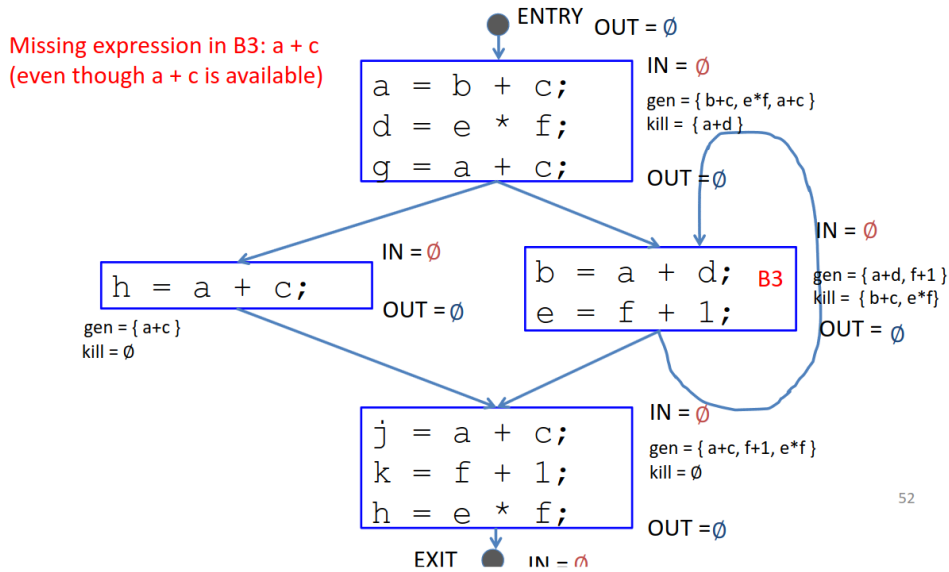 ENTRY OUT = ∅
Missing expression in B3: a + c
(even though a + c is available)
IN = ∅
a = b + c;
d = e * f;
g = a + c;
gen = { b+c, e*f, a+c }
kill = { a+d }
OUT = ∅
IN = ∅
h = a + c;
OUT = ∅
gen = { a+c }
kill = ∅
IN = ∅
b = a + d;
e = f + 1;
B3
gen = { a+d, f+1 }
kill = { b+c, e*f}
OUT = ∅
IN = ∅
j = a + c;
k = f + 1;
h = e * f;
gen = { a+c, f+1, e*f }
kill = ∅
OUT = ∅
52
EXIT IN = ∅